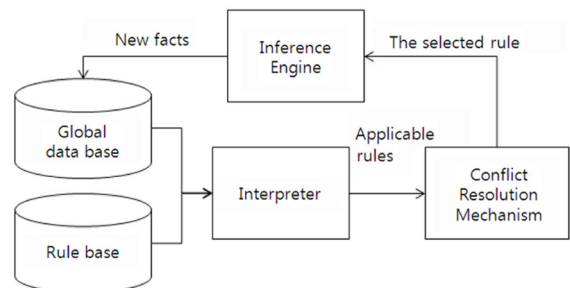 New facts
Inference
Engine
The selected rule
Global
data base
Applicable
rules
Interpreter
Conflict
Resolution
Mechanism
Rule base